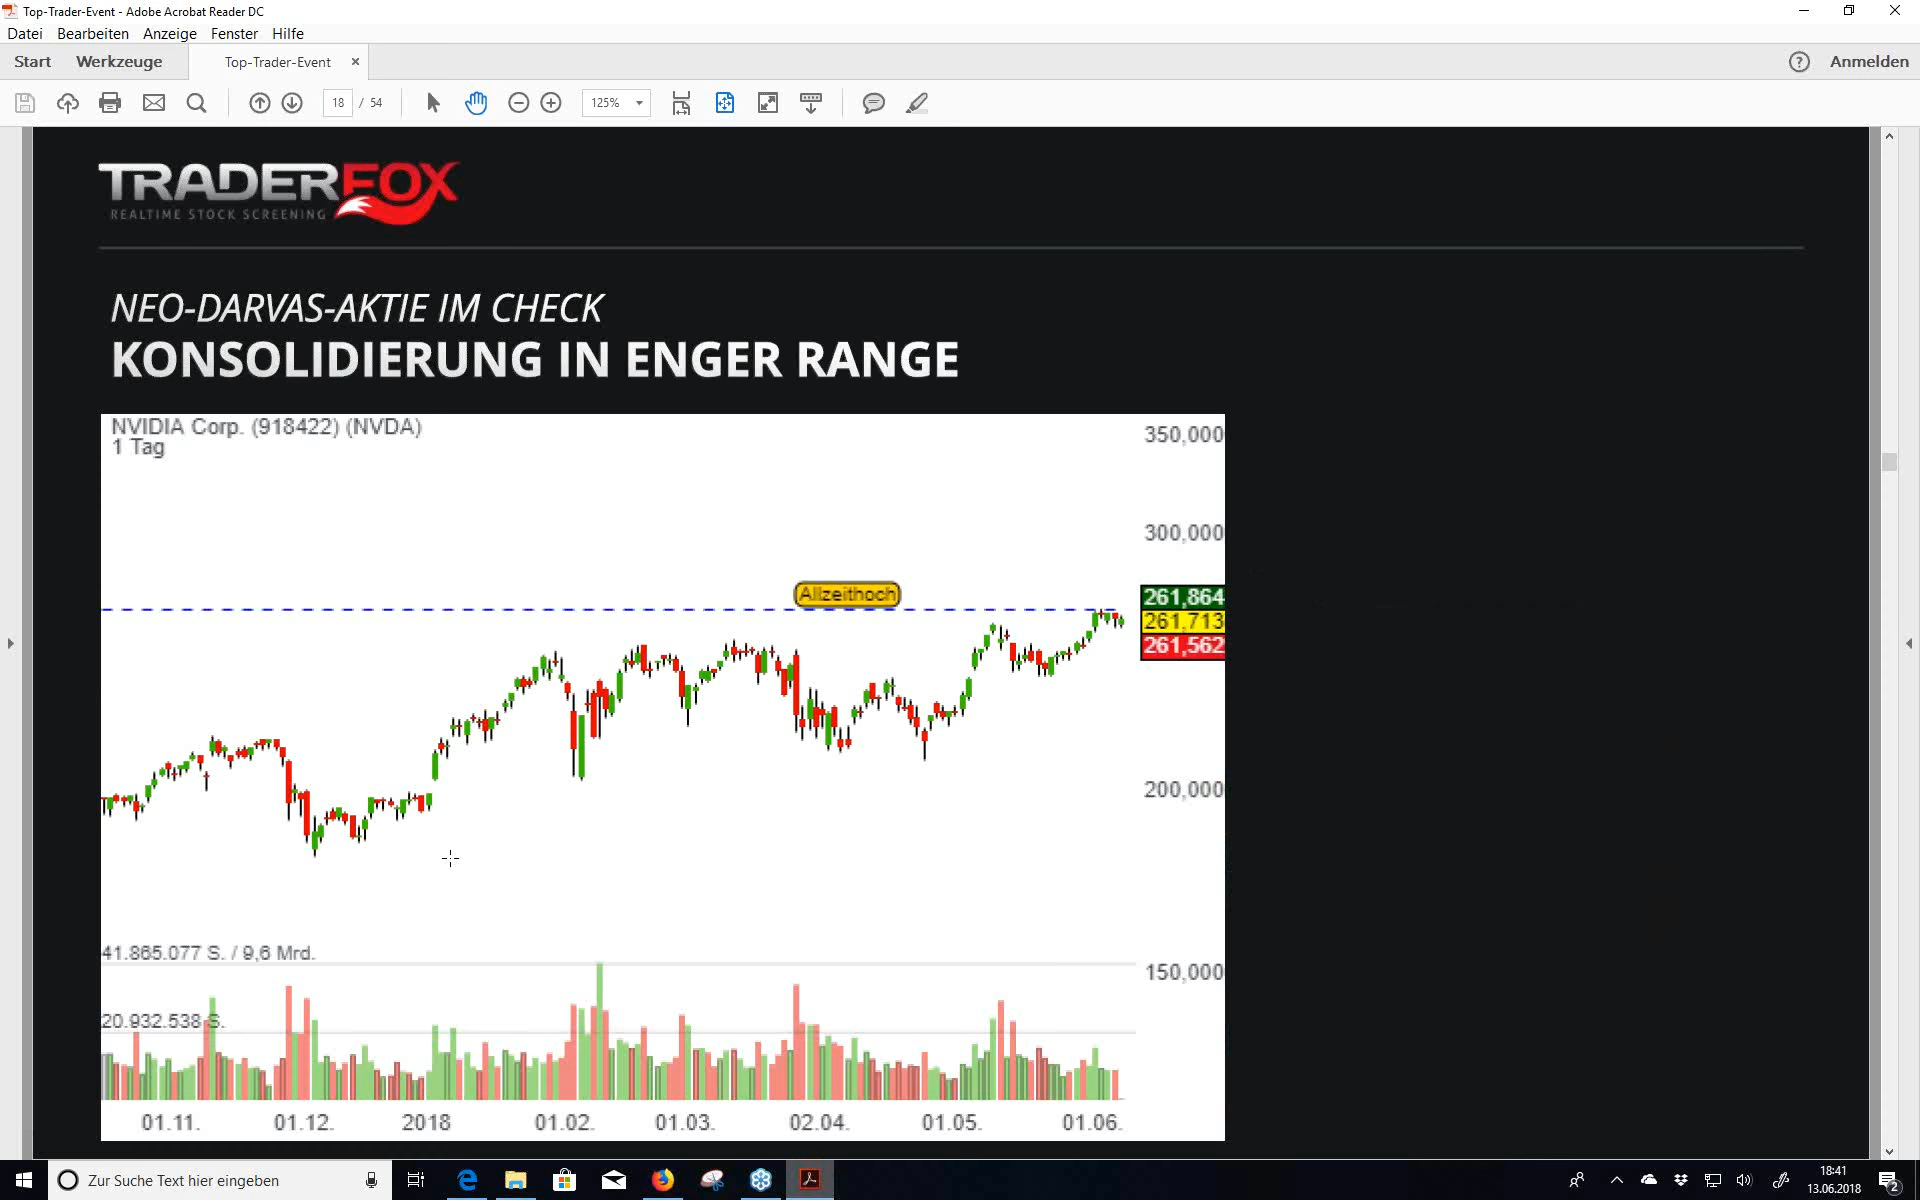 Top-Trader-Event - Adobe Acrobat Reader DC
Datei Bearbeiten Anzeige Fenster Hilfe
Start Werkzeuge Top-Trader-Event Anmelden
18 / 54 125%
TRADERFOX
REALTIME STOCK SCREENING
NEO-DARVAS-AKTIE IM CHECK
KONSOLIDIERUNG IN ENGER RANGE
NVIDIA Corp. (918422) (NVDA)
1 Tag
350,000
300,000
Allzeithoch
261,864
261,713
261,562
200,000
41.865.077 S. / 9,6 Mrd.
150,000
20.932.538 S.
01.11. 01.12. 2018 01.02. 01.03. 02.04. 01.05. 01.06.
Zur Suche Text hier eingeben
18:41
13.06.2018
2